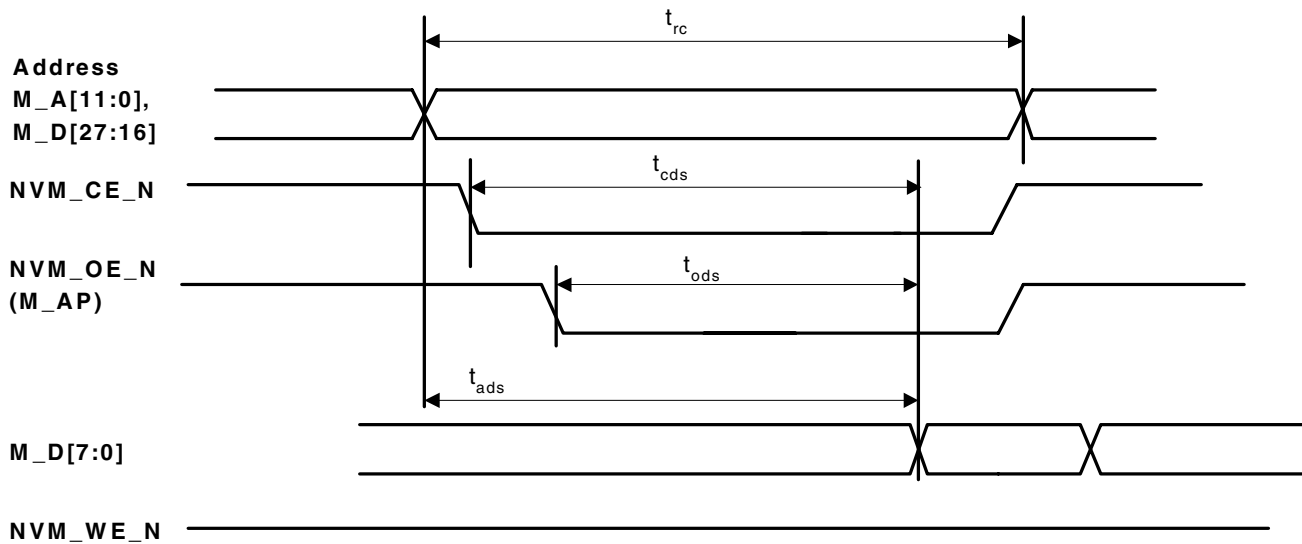 t_rc
Address
M_A[11:0],
M_D[27:16]
t_cds
NVM_CE_N
NVM_OE_N
(M_AP)
t_ods
t_ads
M_D[7:0]
NVM_WE_N